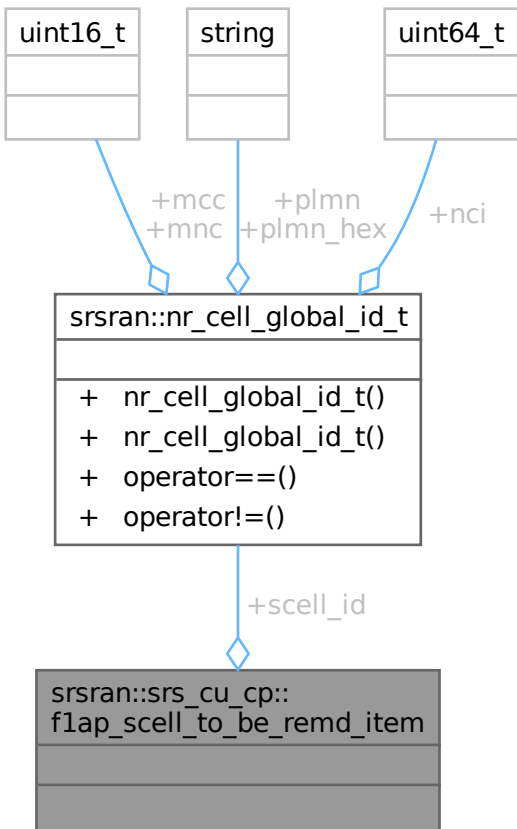 uint16_t
string
uint64_t
+mcc
+mnc
+plmn
+plmn_hex
+nci
srsran::nr_cell_global_id_t
+ nr_cell_global_id_t()
+ nr_cell_global_id_t()
+ operator==()
+ operator!=()
+scell_id
srsran::srs_cu_cp::
f1ap_scell_to_be_remd_item